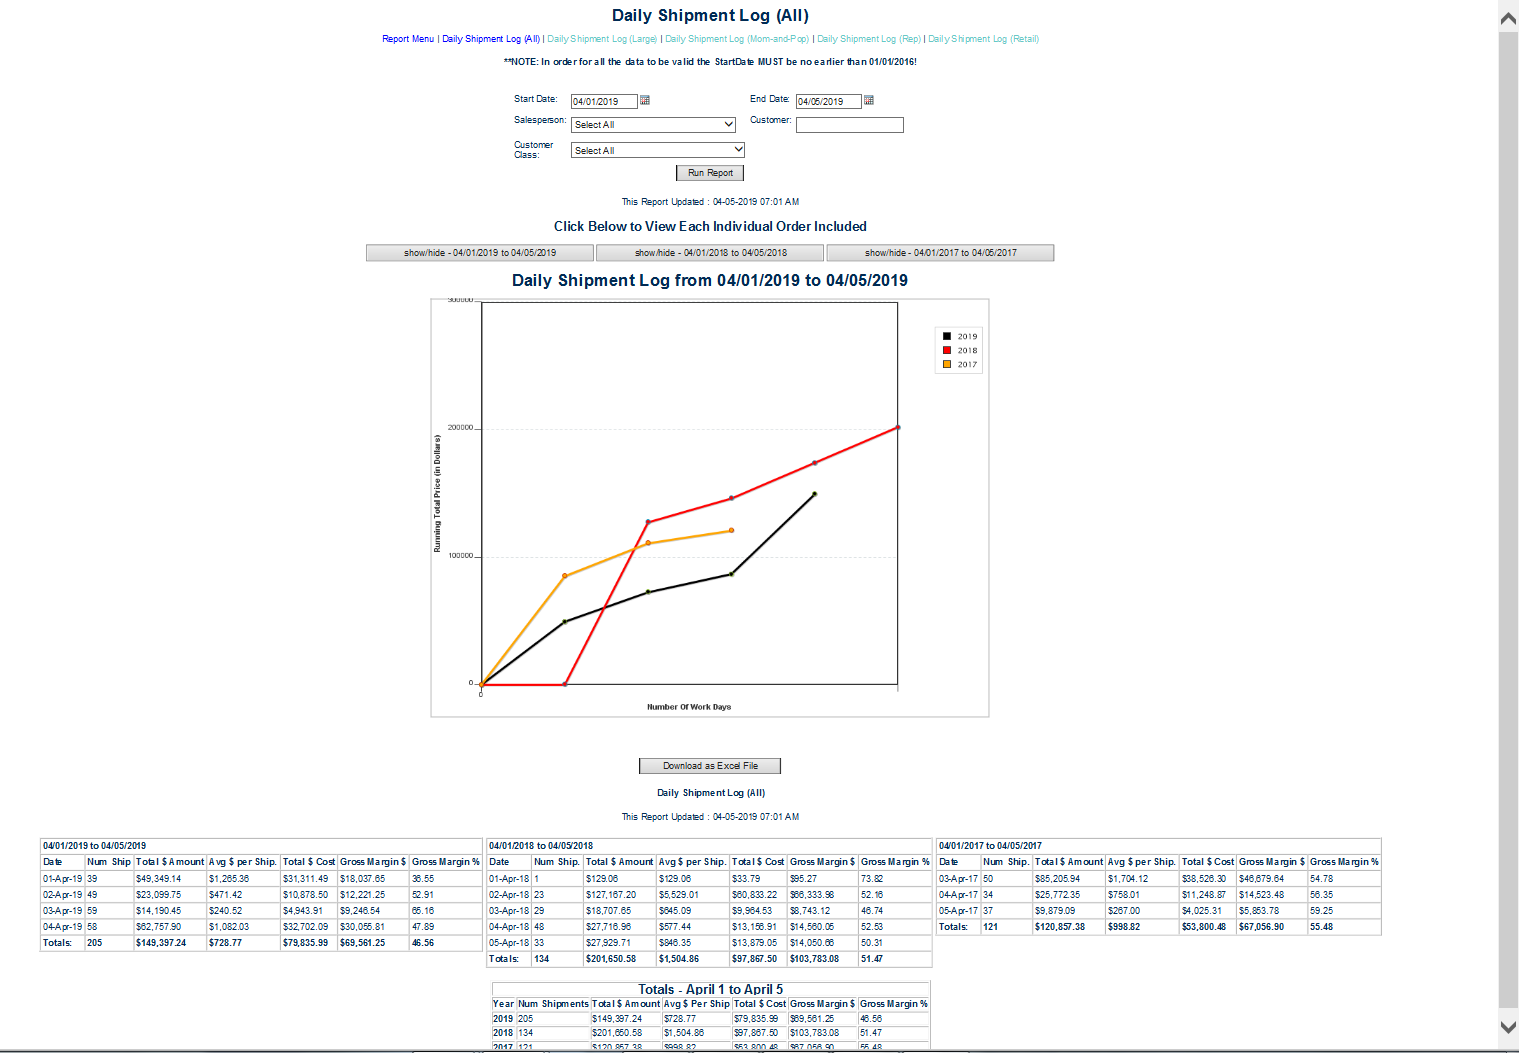 Daily Shipment Log (All)
Report Menu | Daily Shipment Log (All) | Daily Shipment Log (Large) | Daily Shipment Log (Mom-and-Pop) | Daily Shipment Log (Rep) | Daily Shipment Log (Retail)
**NOTE: In order for all the data to be valid the StartDate MUST be no earlier than 01/01/2016!
Start Date: 04/01/2019 End Date: 04/05/2019
Salesperson: Select All Customer:
Customer Class: Select All
Run Report
This Report Updated : 04-05-2019 07:01 AM
Click Below to View Each Individual Order Included
show/hide - 04/01/2019 to 04/05/2019 show/hide - 04/01/2018 to 04/05/2018 show/hide - 04/01/2017 to 04/05/2017
Daily Shipment Log from 04/01/2019 to 04/05/2019
300000
2019
2018
2017
200000
Running Total Price (in Dollars)
100000
0
0
Number Of Work Days
Download as Excel File
Daily Shipment Log (All)
This Report Updated : 04-05-2019 07:01 AM
04/01/2019 to 04/05/2019
Date Num Ship Total $ Amount Avg $ per Ship. Total $ Cost Gross Margin $ Gross Margin %
01-Apr-19 39 $49,349.14 $1,265.36 $31,311.49 $18,037.65 36.55
02-Apr-19 49 $23,099.75 $471.42 $10,878.50 $12,221.25 52.91
03-Apr-19 59 $14,190.45 $240.52 $4,943.91 $9,246.54 65.16
04-Apr-19 58 $62,757.90 $1,082.03 $32,702.09 $30,055.81 47.89
Totals: 205 $149,397.24 $728.77 $79,835.99 $69,561.25 46.56
04/01/2018 to 04/05/2018
Date Num Ship. Total $ Amount Avg $ per Ship. Total $ Cost Gross Margin $ Gross Margin %
01-Apr-18 1 $129.06 $129.06 $33.79 $95.27 73.82
02-Apr-18 23 $127,167.20 $5,529.01 $60,833.22 $66,333.98 52.16
03-Apr-18 29 $18,707.65 $645.09 $9,964.53 $8,743.12 46.74
04-Apr-18 48 $27,716.96 $577.44 $13,156.91 $14,560.05 52.53
05-Apr-18 33 $27,929.71 $846.35 $13,879.05 $14,050.66 50.31
Totals: 134 $201,650.58 $1,504.86 $97,867.50 $103,783.08 51.47
04/01/2017 to 04/05/2017
Date Num Ship. Total $ Amount Avg $ per Ship. Total $ Cost Gross Margin $ Gross Margin %
03-Apr-17 50 $85,205.94 $1,704.12 $38,526.30 $46,679.64 54.78
04-Apr-17 34 $25,772.35 $758.01 $11,248.87 $14,523.48 56.35
05-Apr-17 37 $9,879.09 $267.00 $4,025.31 $5,853.78 59.25
Totals: 121 $120,857.38 $998.82 $53,800.48 $67,056.90 55.48
Totals - April 1 to April 5
Year Num Shipments Total $ Amount Avg $ Per Ship Total $ Cost Gross Margin $ Gross Margin %
2019 205 $149,397.24 $728.77 $79,835.99 $69,561.25 46.56
2018 134 $201,650.58 $1,504.86 $97,867.50 $103,783.08 51.47
2017 121 $120,857.38 $998.82 $53,800.48 $67,056.90 55.48